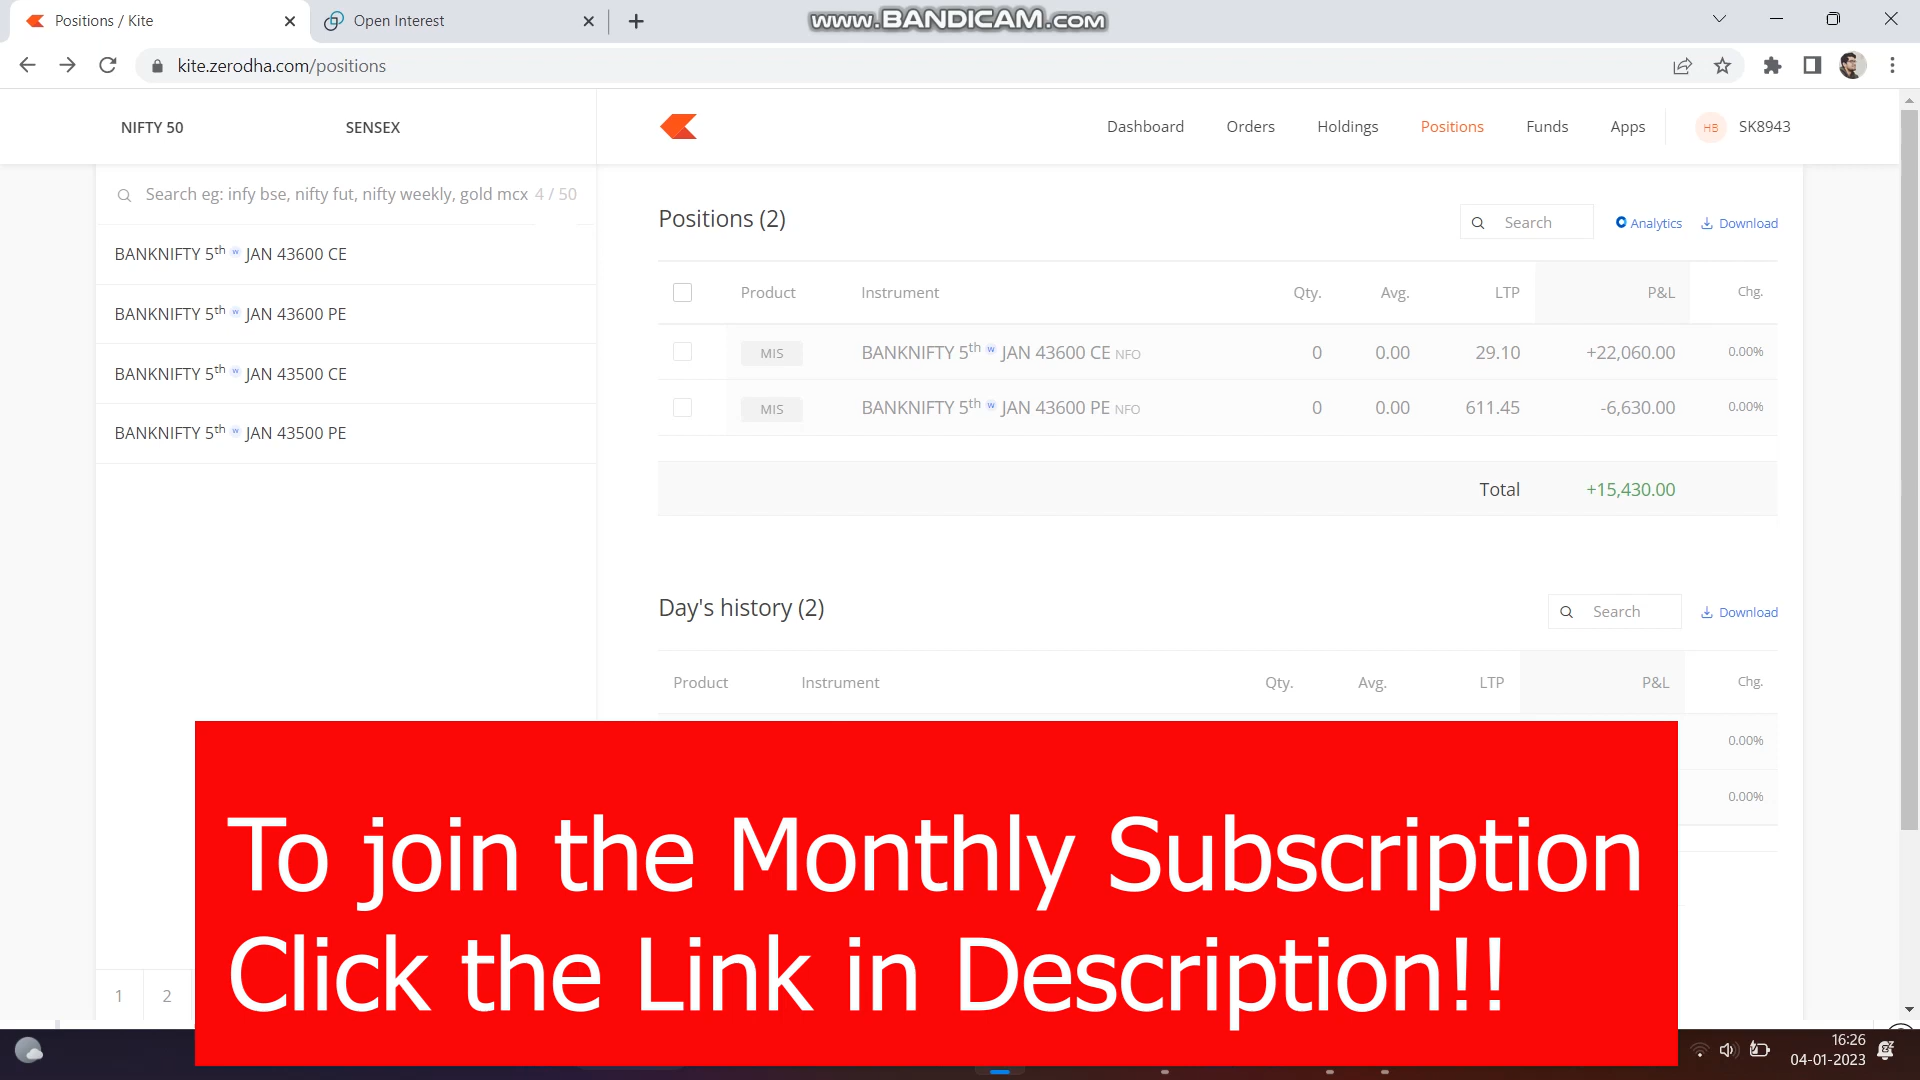 Positions / Kite
Open Interest
www.BANDICAM.com
kite.zerodha.com/positions
NIFTY 50
SENSEX
Dashboard
Orders
Holdings
Positions
Funds
Apps
HB
SK8943
Search eg: infy bse, nifty fut, nifty weekly, gold mcx 4 / 50
BANKNIFTY 5th w JAN 43600 CE
BANKNIFTY 5th w JAN 43600 PE
BANKNIFTY 5th w JAN 43500 CE
BANKNIFTY 5th w JAN 43500 PE
1 2
Positions (2)
Search
Analytics
Download
Product Instrument Qty. Avg. LTP P&L Chg.
MIS BANKNIFTY 5th w JAN 43600 CE NFO 0 0.00 29.10 +22,060.00 0.00%
MIS BANKNIFTY 5th w JAN 43600 PE NFO 0 0.00 611.45 -6,630.00 0.00%
Total +15,430.00
Day's history (2)
Search
Download
Product Instrument Qty. Avg. LTP P&L Chg.
0.00%
0.00%
To join the Monthly Subscription
Click the Link in Description!!
16:26
04-01-2023